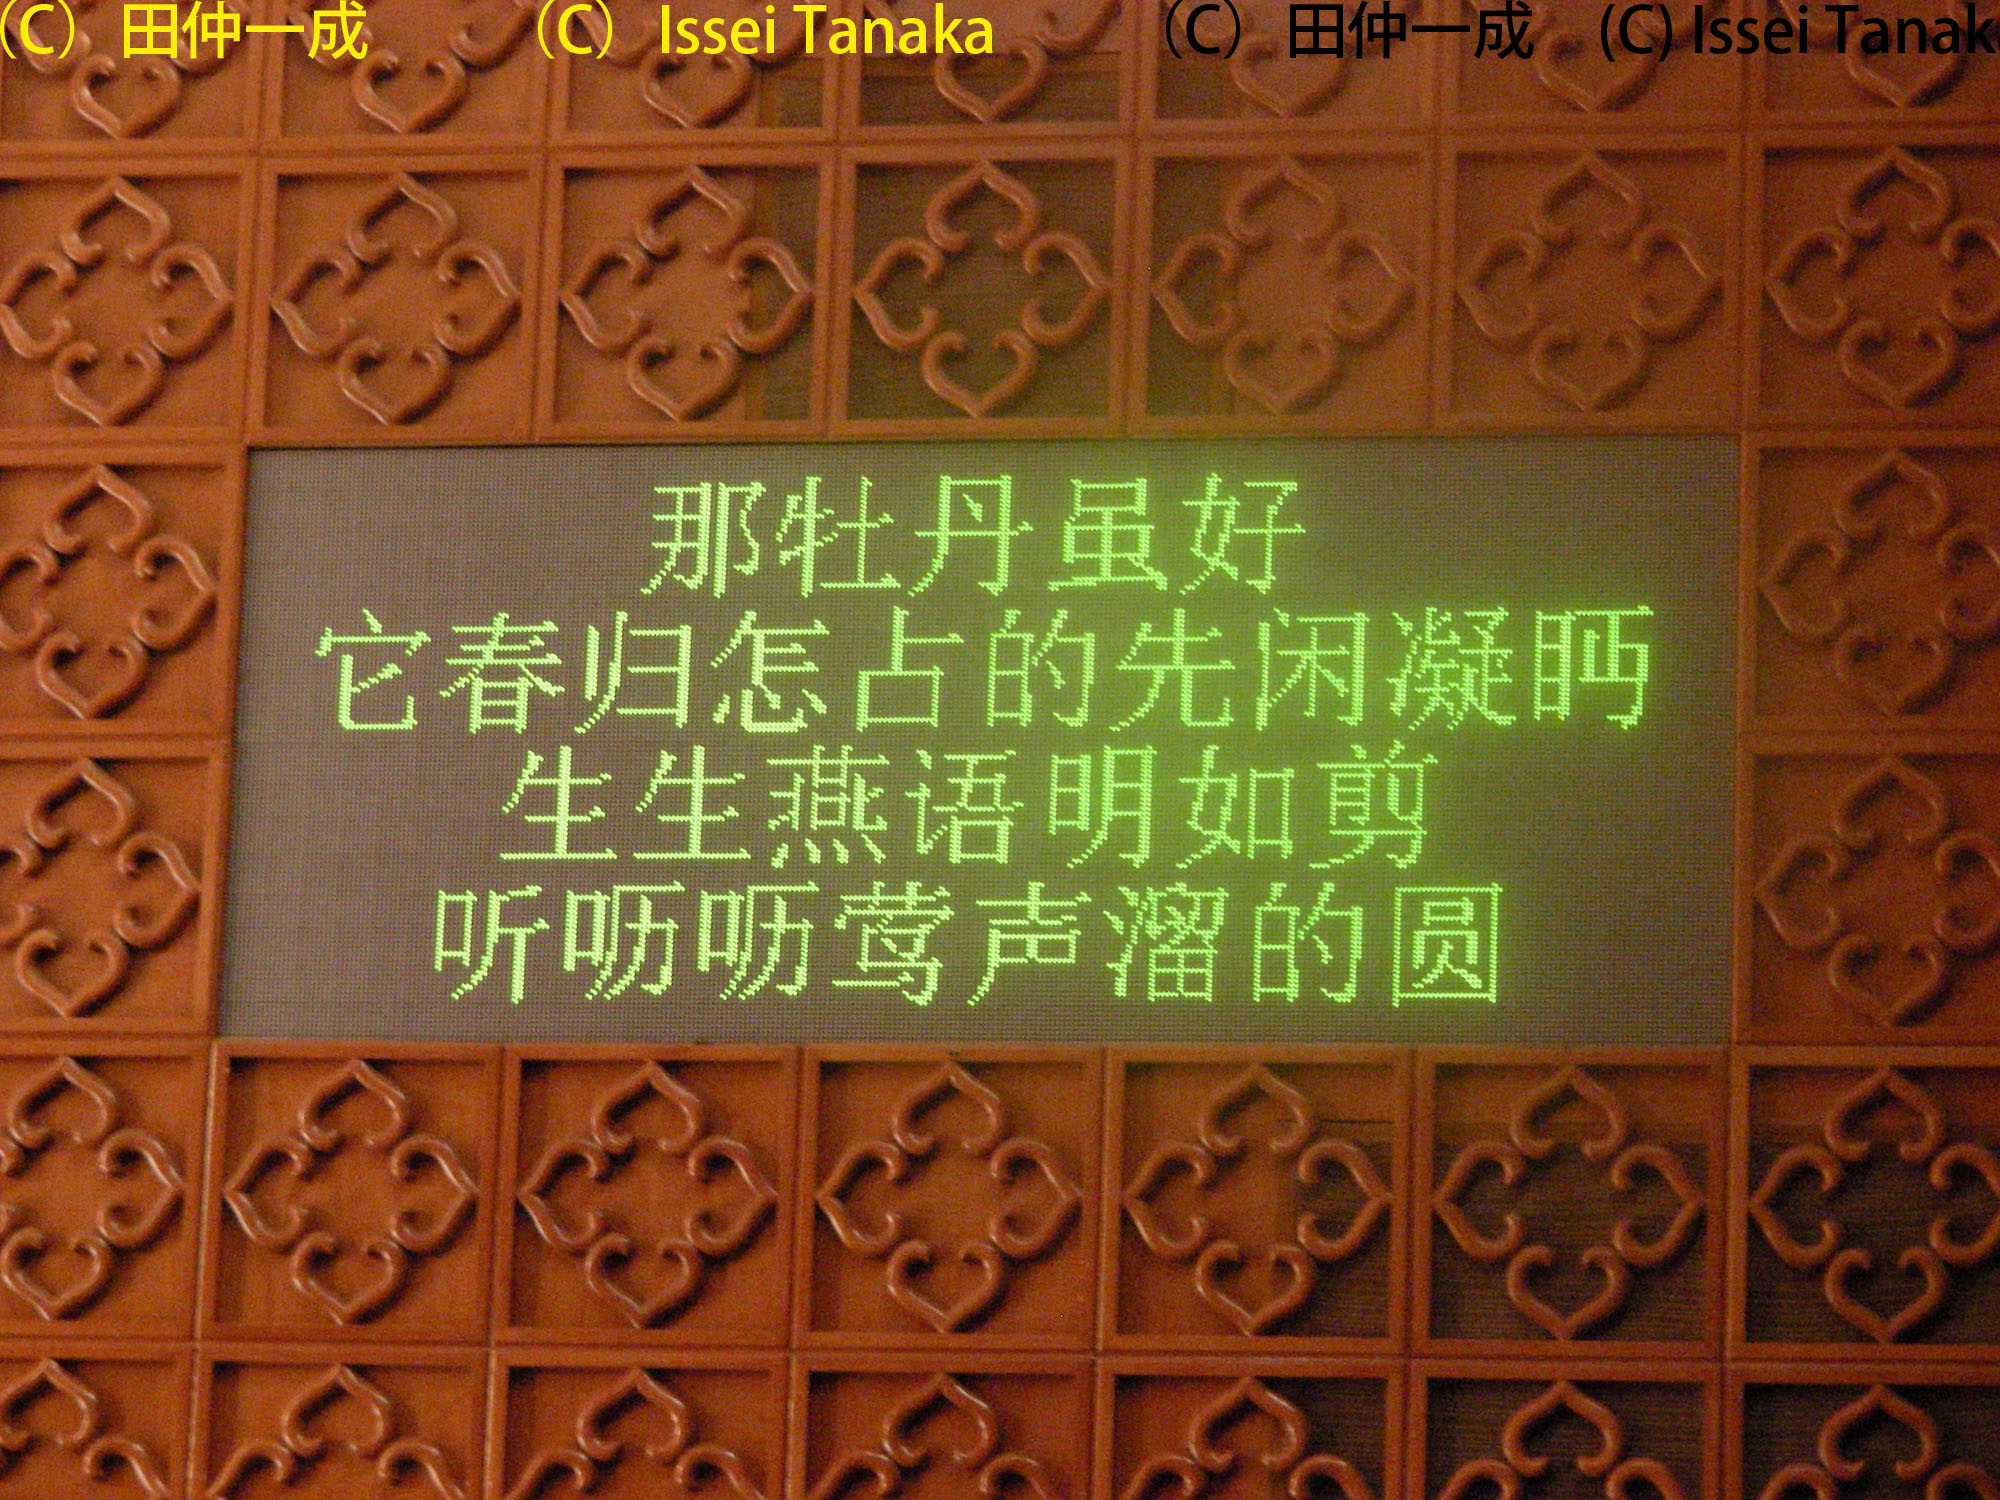 (C) 田仲一成 (C) Issei Tanaka (C) 田仲一成 (C) Issei Tanaka
那牡丹虽好
它春归怎占的先闲凝眄
生生燕语明如剪
听呖呖莺声溜的圆